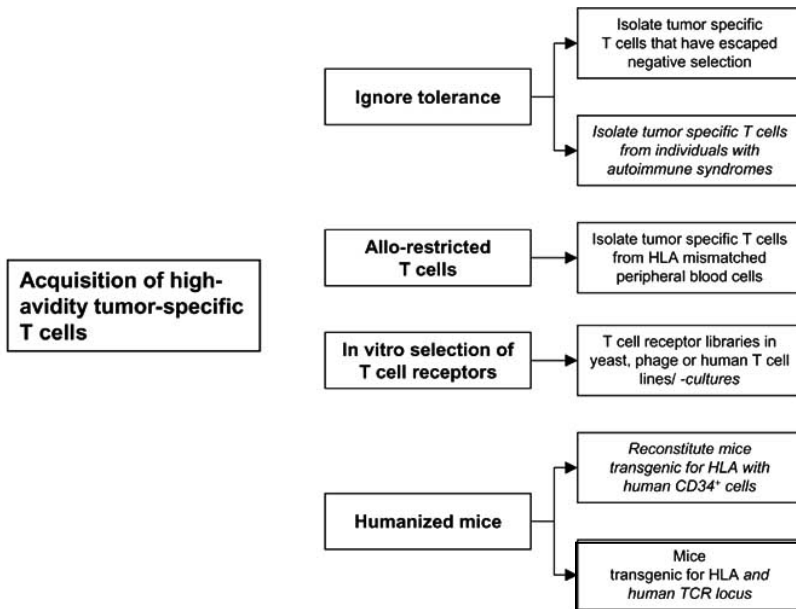 Acquisition of high-
avidity tumor-specific
T cells
Ignore tolerance
Isolate tumor specific
T cells that have escaped
negative selection
Isolate tumor specific T cells
from individuals with
autoimmune syndromes
Allo-restricted
T cells
Isolate tumor specific T cells
from HLA mismatched
peripheral blood cells
In vitro selection of
T cell receptors
T cell receptor libraries in
yeast, phage or human T cell
lines/ -cultures
Humanized mice
Reconstitute mice
transgenic for HLA with
human CD34⁺ cells
Mice
transgenic for HLA and
human TCR locus